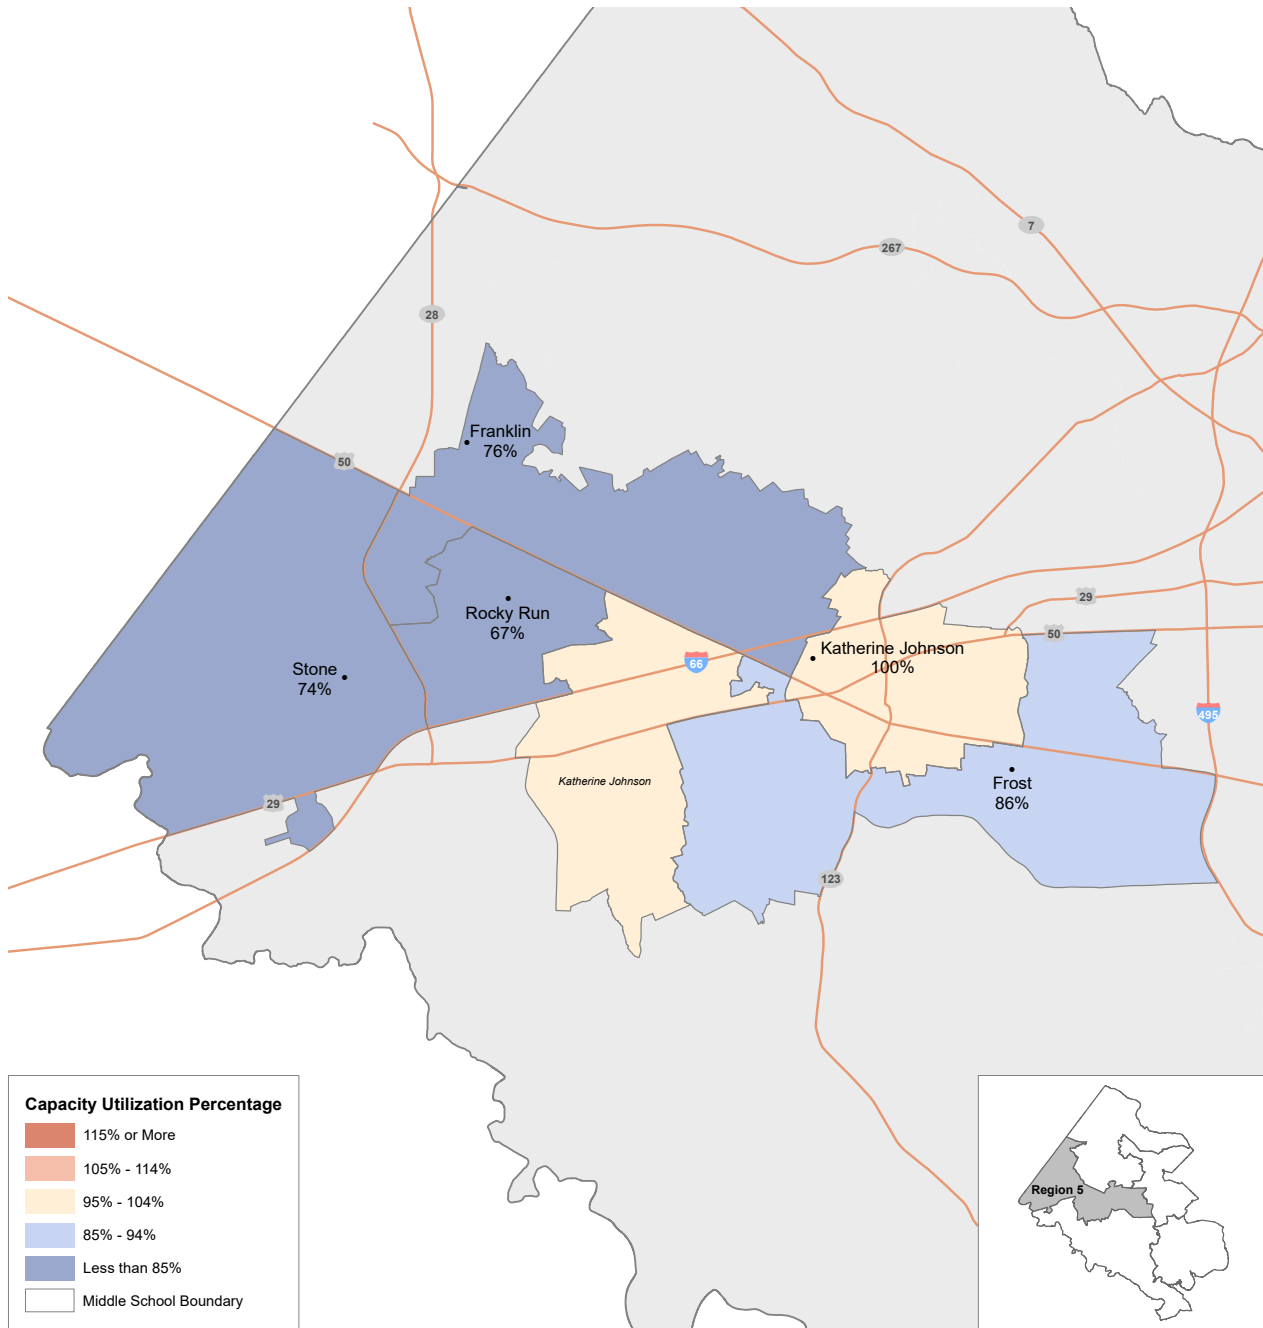 7
267
28
Franklin
76%
50
29
Rocky Run
67%
50
Katherine Johnson
100%
66
Stone
74%
495
Katherine Johnson
Frost
86%
29
123
Capacity Utilization Percentage
115% or More
105% - 114%
95% - 104%
85% - 94%
Less than 85%
Middle School Boundary
Region 5